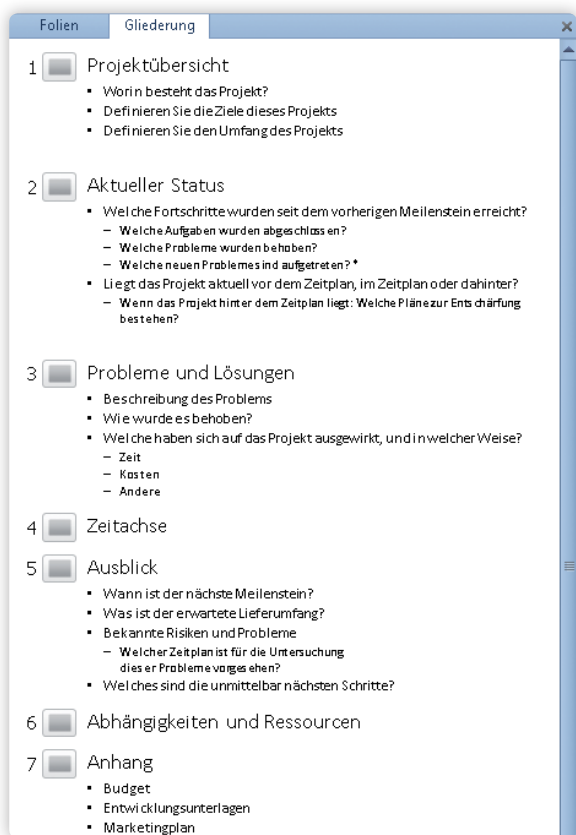 Folien Gliederung
1 Projektübersicht
▪ Worin besteht das Projekt?
▪ Definieren Sie die Ziele dieses Projekts
▪ Definieren Sie den Umfang des Projekts
2 Aktueller Status
▪ Welche Fortschritte wurden seit dem vorherigen Meilenstein erreicht?
– Welche Aufgaben wurden abgeschlossen?
– Welche Probleme wurden behoben?
– Welche neuen Probleme sind aufgetreten? *
▪ Liegt das Projekt aktuell vor dem Zeitplan, im Zeitplan oder dahinter?
– Wenn das Projekt hinter dem Zeitplan liegt: Welche Pläne zur Entschärfung
bestehen?
3 Probleme und Lösungen
▪ Beschreibung des Problems
▪ Wie wurde es behoben?
▪ Welche haben sich auf das Projekt ausgewirkt, und in welcher Weise?
– Zeit
– Kosten
– Andere
4 Zeitachse
5 Ausblick
▪ Wann ist der nächste Meilenstein?
▪ Was ist der erwartete Lieferumfang?
▪ Bekannte Risiken und Probleme
– Welcher Zeitplan ist für die Untersuchung
dieser Probleme vorgesehen?
▪ Welches sind die unmittelbar nächsten Schritte?
6 Abhängigkeiten und Ressourcen
7 Anhang
▪ Budget
▪ Entwicklungsunterlagen
▪ Marketingplan